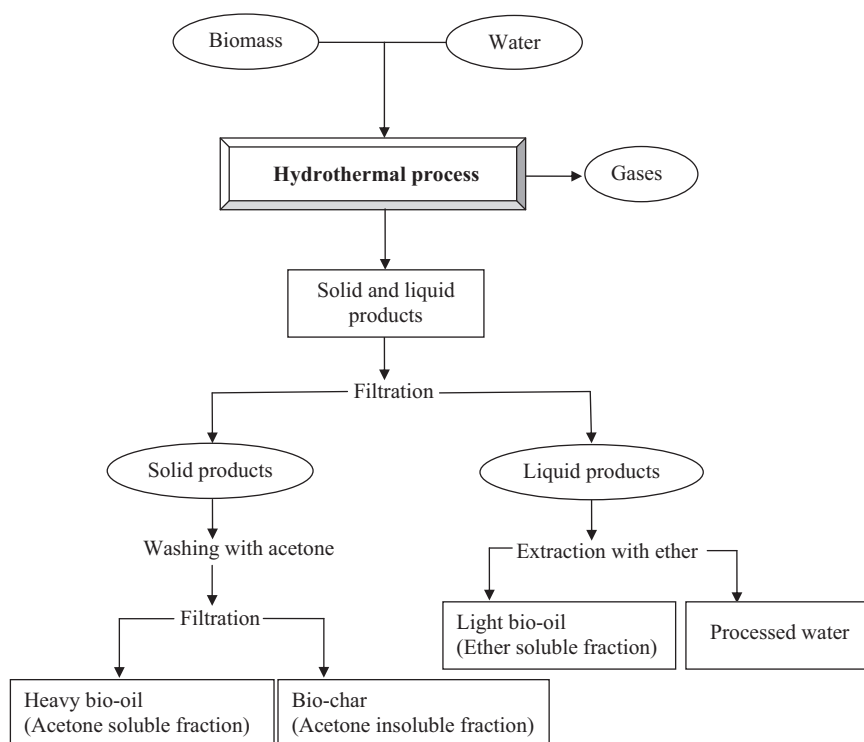 Biomass
Water
Hydrothermal process
Gases
Solid and liquid
products
Filtration
Solid products
Liquid products
Washing with acetone
Extraction with ether
Filtration
Light bio-oil
(Ether soluble fraction)
Processed water
Heavy bio-oil
(Acetone soluble fraction)
Bio-char
(Acetone insoluble fraction)